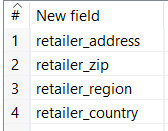 # New field
1 retailer_address
2 retailer_zip
3 retailer_region
4 retailer_country